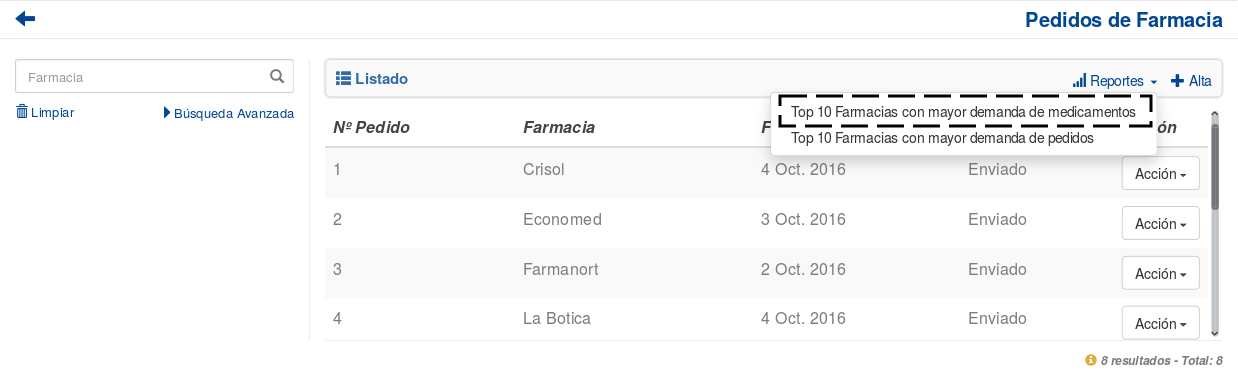 Pedidos de Farmacia
Farmacia
Limpiar
Búsqueda Avanzada
Listado
Reportes
Alta
Top 10 Farmacias con mayor demanda de medicamentos
Top 10 Farmacias con mayor demanda de pedidos
Nº Pedido Farmacia
1 Crisol 4 Oct. 2016 Enviado Acción
2 Economed 3 Oct. 2016 Enviado Acción
3 Farmanort 2 Oct. 2016 Enviado Acción
4 La Botica 4 Oct. 2016 Enviado Acción
8 resultados - Total: 8